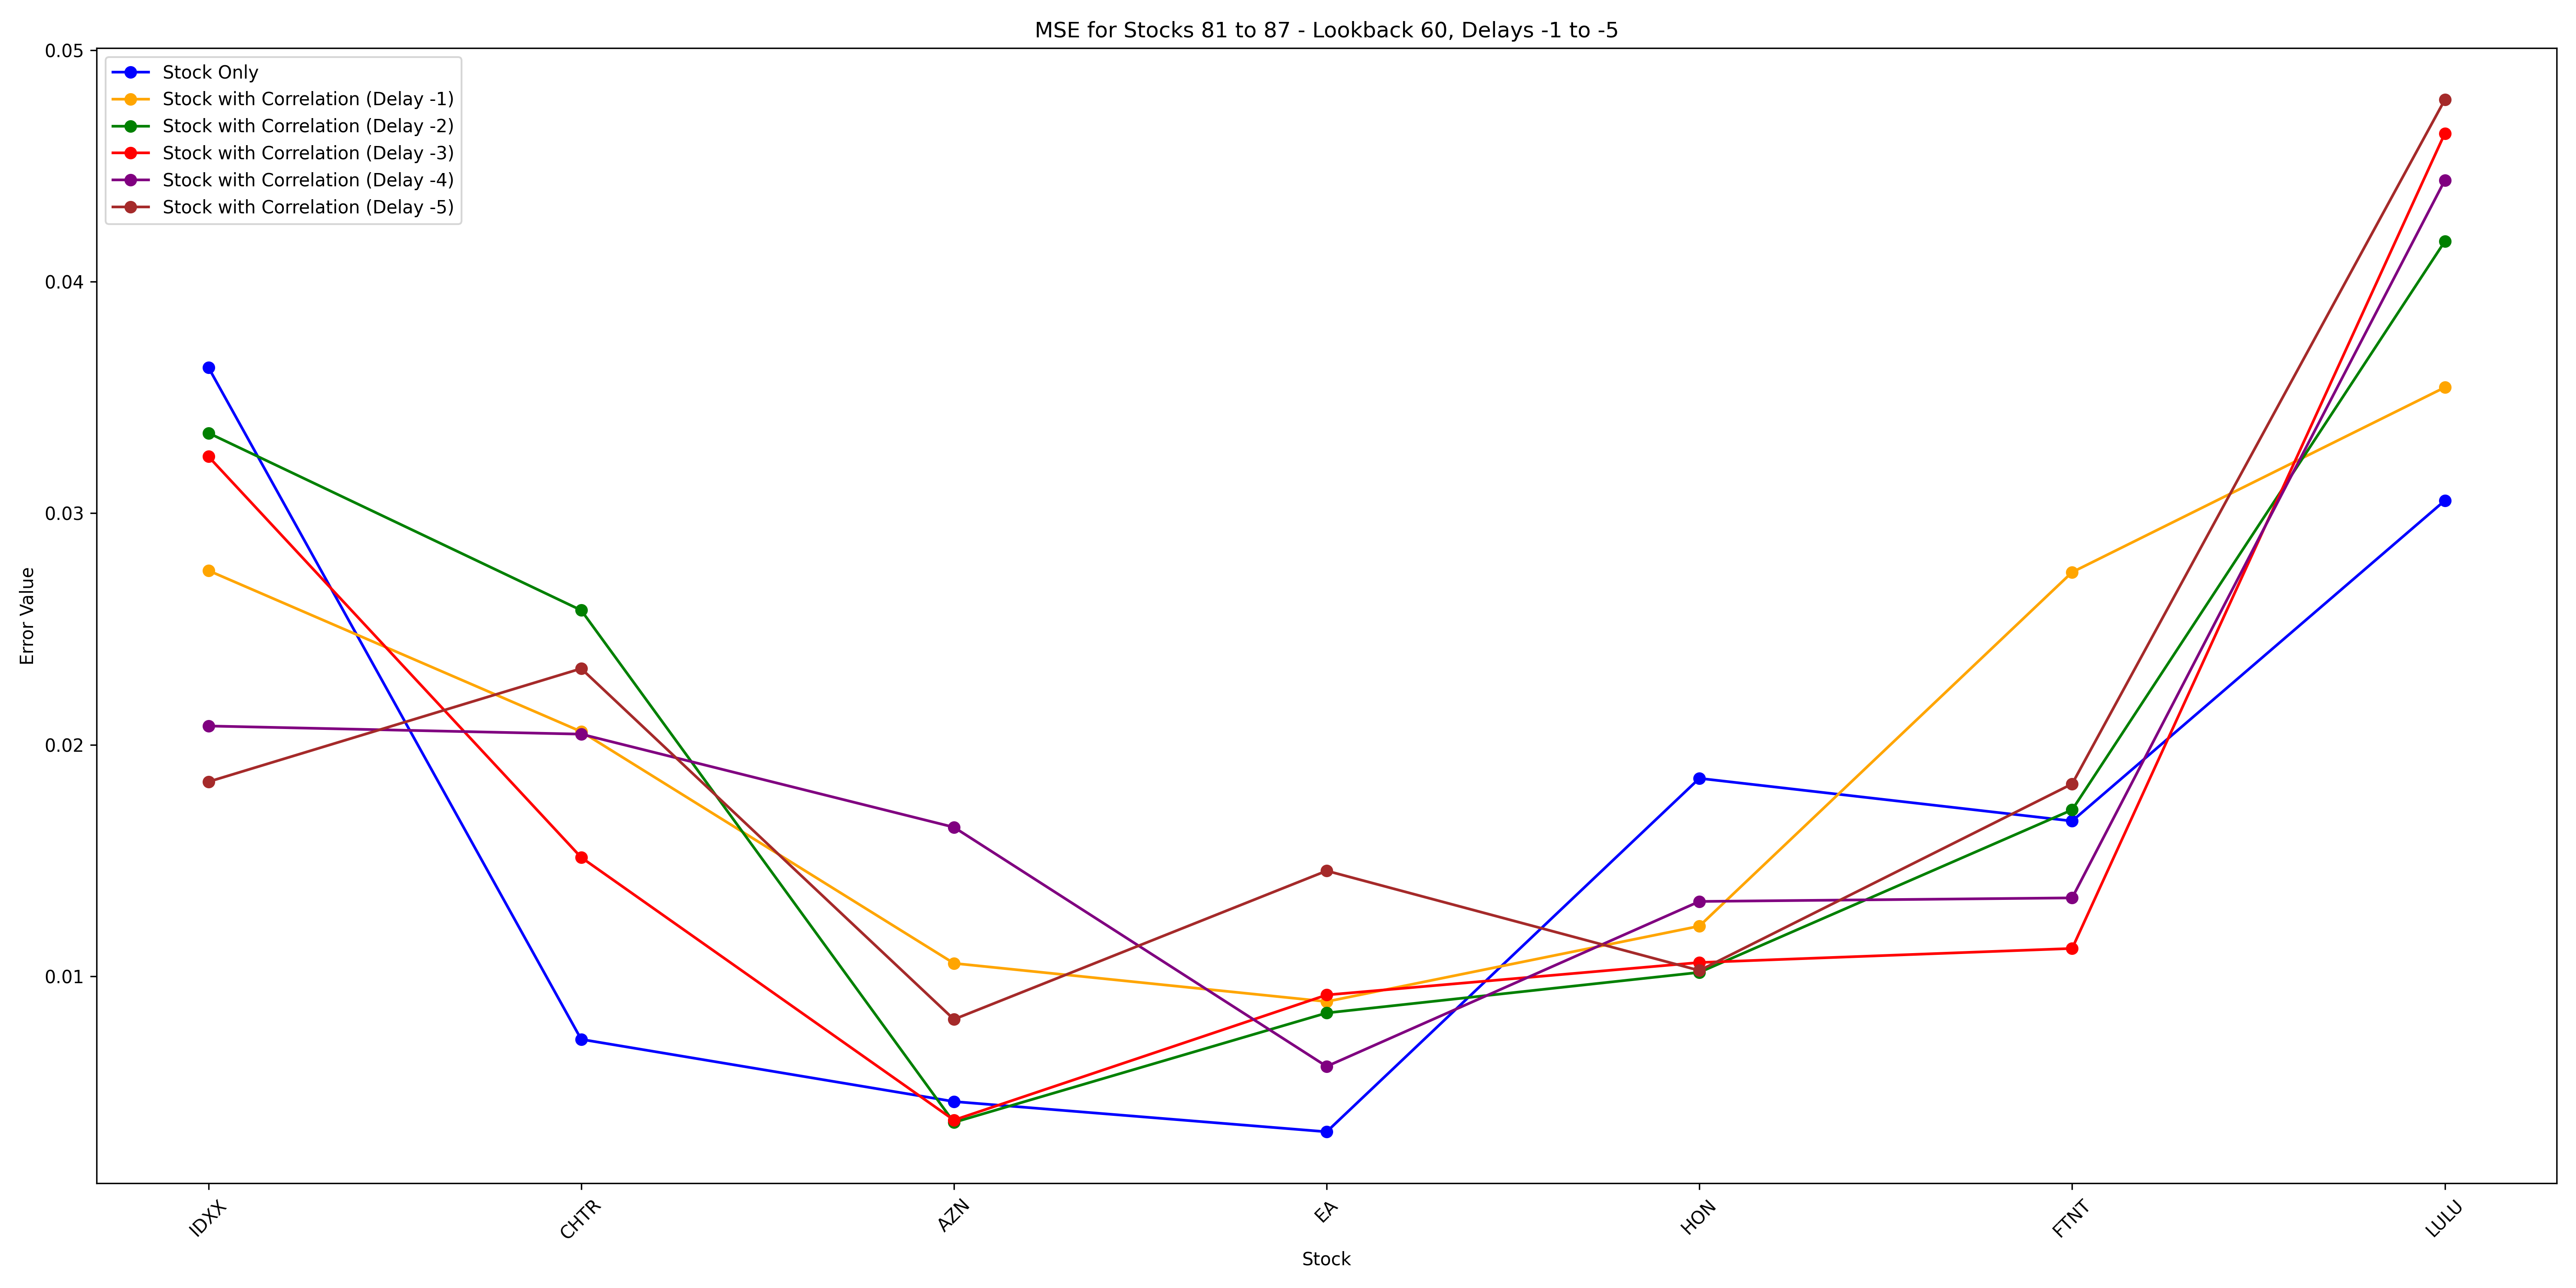 MSE for Stocks 81 to 87 - Lookback 60, Delays -1 to -5
Stock Only
Stock with Correlation (Delay -1)
Stock with Correlation (Delay -2)
Stock with Correlation (Delay -3)
Stock with Correlation (Delay -4)
Stock with Correlation (Delay -5)
Error Value
0.05
0.04
0.03
0.02
0.01
IDXX
CHTR
AZN
EA
HON
FTNT
LULU
Stock